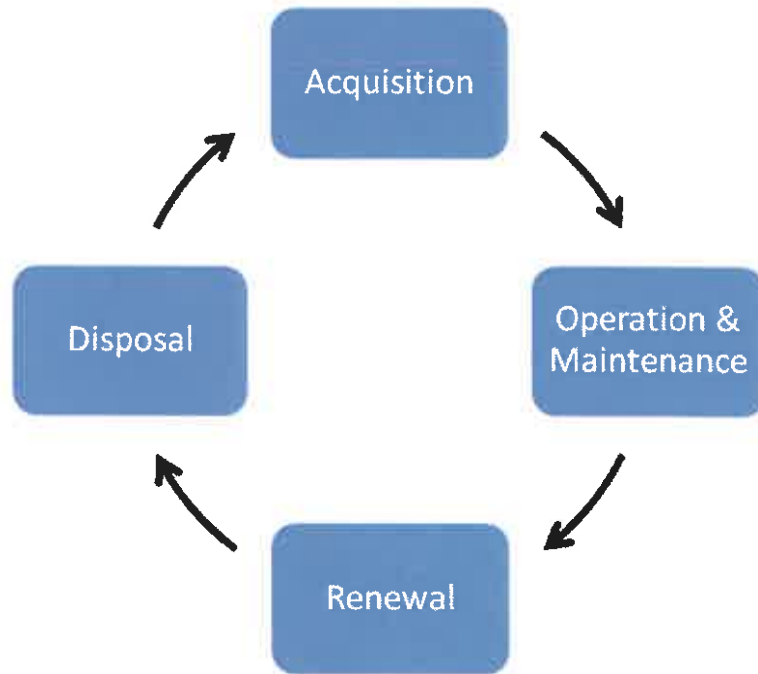 Acquisition
Operation &
Maintenance
Renewal
Disposal